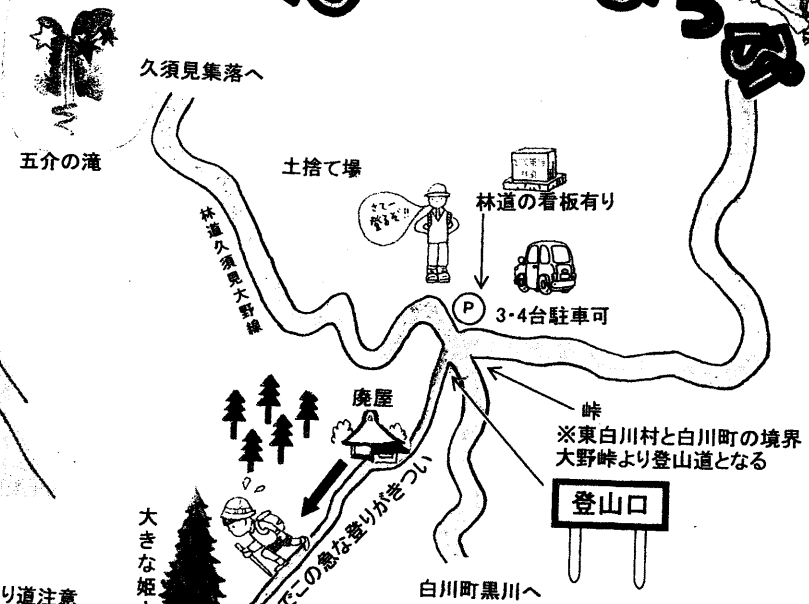 久須見集落へ
五介の滝
土捨て場
さて一
登るぞ!!
林道の看板有り
林道久須見大野線
P
3・4台駐車可
廃屋
峠
※東白川村と白川町の境界
大野峠より登山道となる
登山口
でこの急な登りがきつい
大きな姫
り道注意
白川町黒川へ